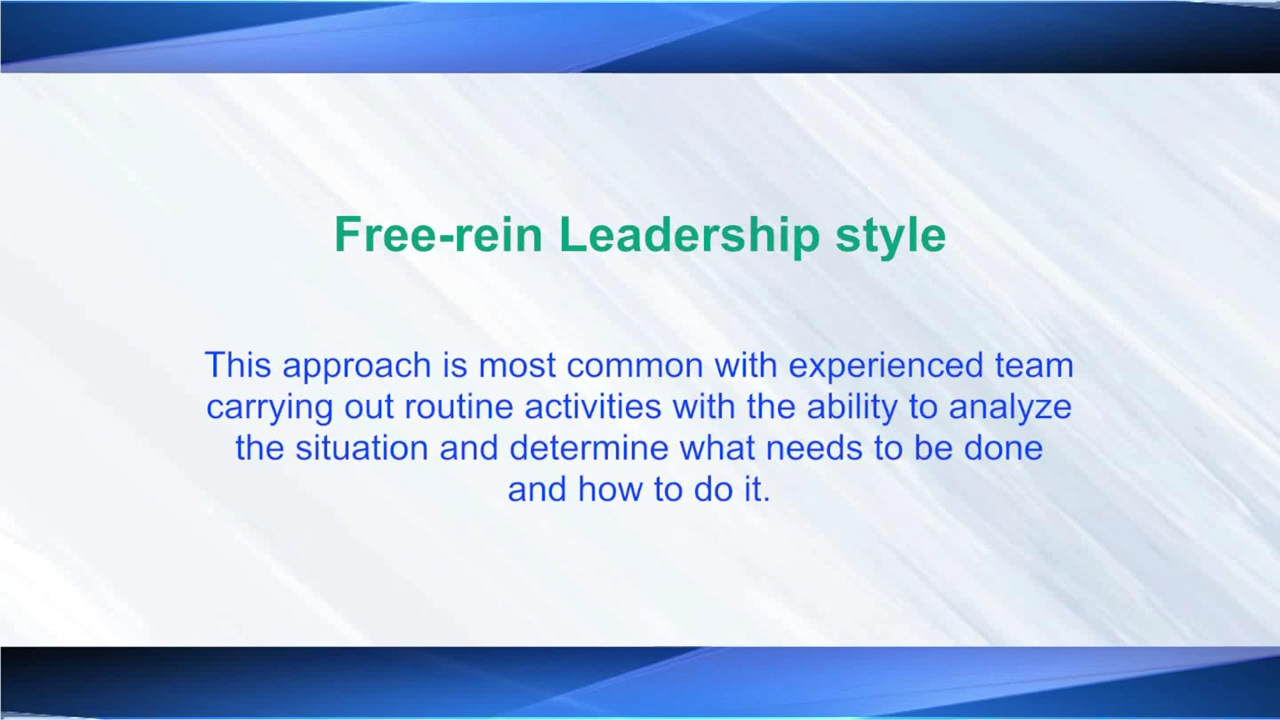 Free-rein Leadership style
This approach is most common with experienced team
carrying out routine activities with the ability to analyze
the situation and determine what needs to be done
and how to do it.